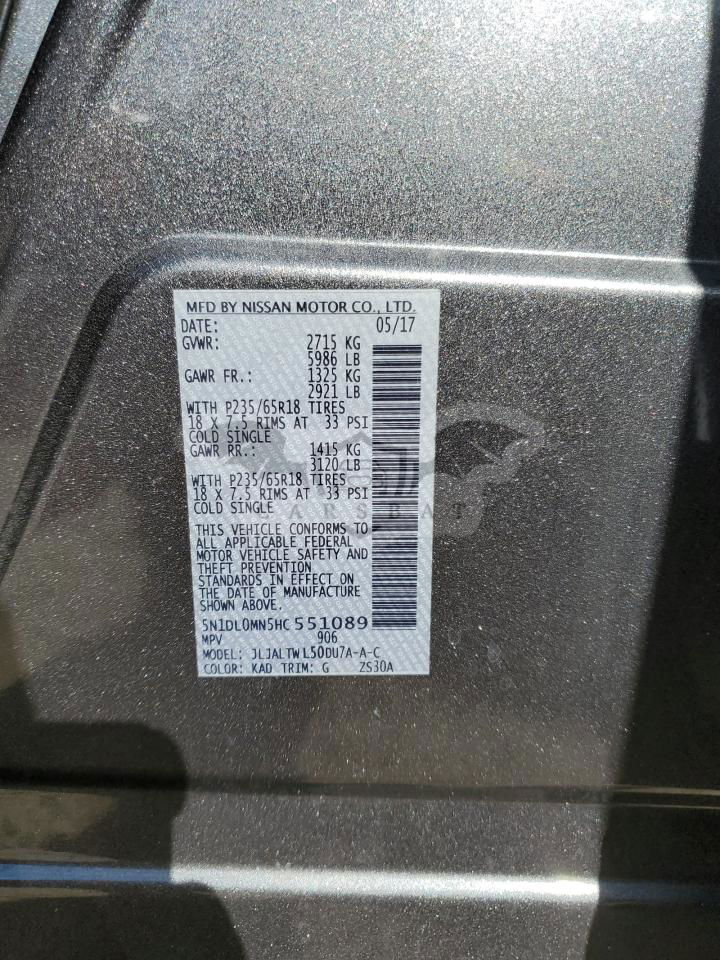 MFD BY NISSAN MOTOR CO., LTD.
DATE: 05/17
GVWR: 2715 KG
5986 LB
GAWR FR.: 1325 KG
2921 LB
WITH P235/65R18 TIRES
18 X 7.5 RIMS AT 33 PSI
COLD SINGLE
GAWR RR.: 1415 KG
3120 LB
WITH P235/65R18 TIRES
18 X 7.5 RIMS AT 33 PSI
COLD SINGLE
THIS VEHICLE CONFORMS TO
ALL APPLICABLE FEDERAL
MOTOR VEHICLE SAFETY AND
THEFT PREVENTION
STANDARDS IN EFFECT ON
THE DATE OF MANUFACTURE
SHOWN ABOVE.
5N1DL0MN5HC551089
MPV 906
MODEL: JLJALTWL50DU7A-A-C
COLOR: KAD TRIM: G ZS30A